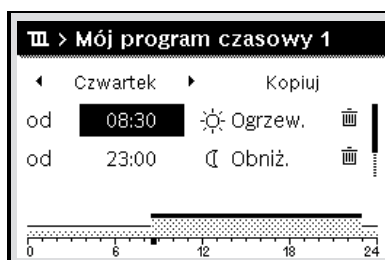 > Mój program czasowy 1
Czwartek Kopiuj
od 08:30 Ogrzew.
od 23:00 Obniż.
0 6 12 18 24